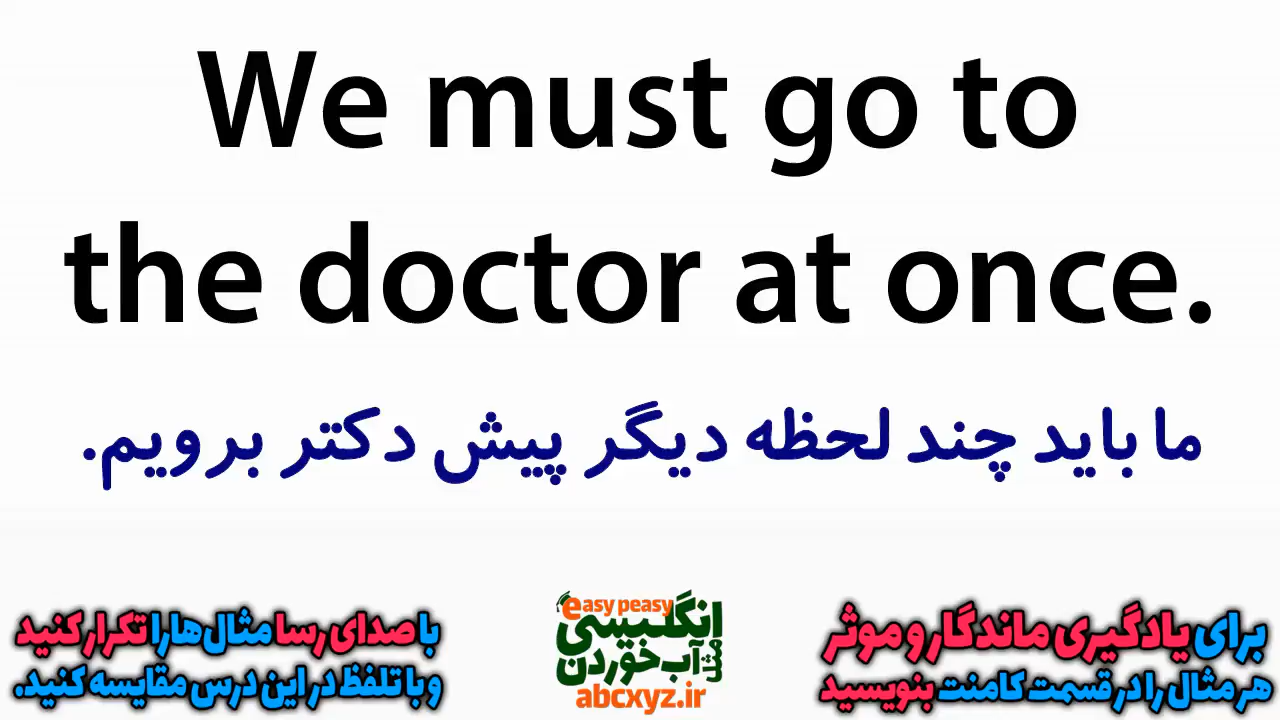 We must go to
the doctor at once.
ما باید چند لحظه دیگر پیش دکتر برویم.
برای یادگیری ماندگار و موثر
هر مثال را در قسمت کامنت بنویسید
easy peasy
انگلیسی
مثل آب خوردن
abcxyz.ir
با صدای رسا مثال‌ها را تکرار کنید
و با تلفظ در این درس مقایسه کنید.